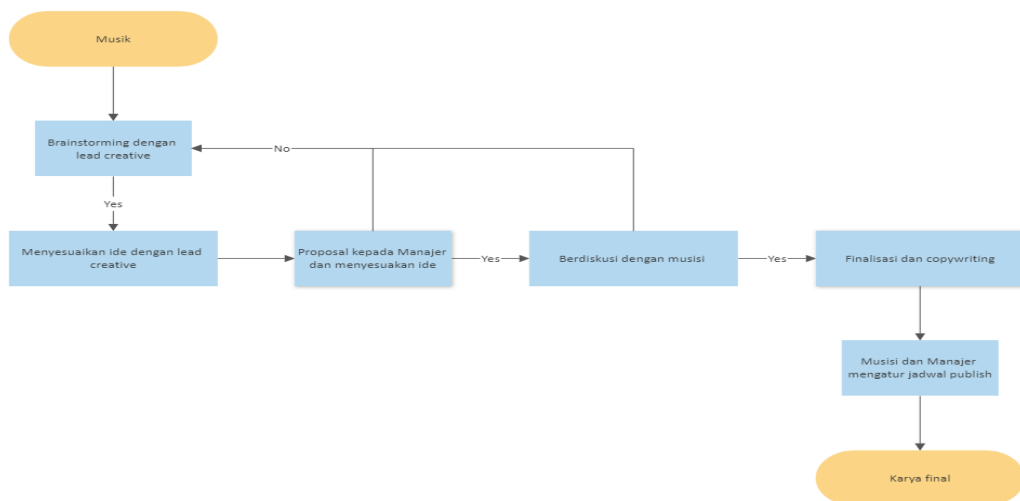 Musik
Brainstorming dengan
lead creative
No
Yes
Menyesuaikan ide dengan lead
creative
Proposal kepada Manajer
dan menyesuakan ide
Yes
Berdiskusi dengan musisi
Yes
Finalisasi dan copywriting
Musisi dan Manajer
mengatur jadwal publish
Karya final